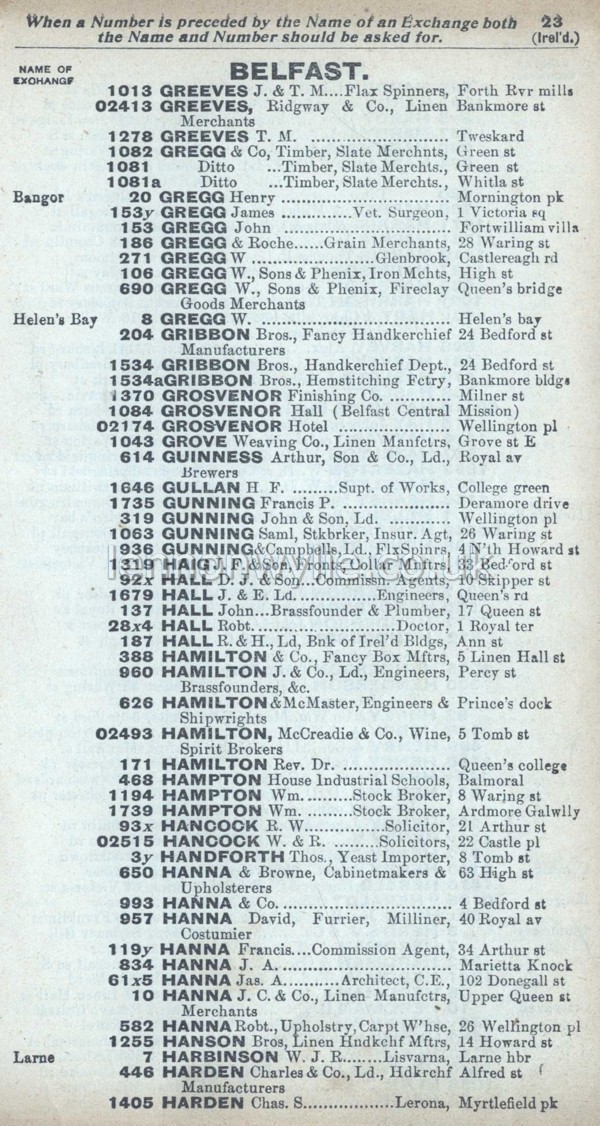 When a Number is preceded by the Name of an Exchange both 23
the Name and Number should be asked for. (Irel'd.)
NAME OF
EXCHANGE
BELFAST.
1013 GREEVES J. & T. M....Flax Spinners, Forth Rvr mills
02413 GREEVES, Ridgway & Co., Linen Bankmore st
Merchants
1278 GREEVES T. M. ..................... Tweskard
1082 GREGG & Co, Timber, Slate Merchnts, Green st
1081 Ditto ...Timber, Slate Merchts., Green st
1081a Ditto ...Timber, Slate Merchts., Whitla st
Bangor 20 GREGG Henry ......................... Mornington pk
153y GREGG James .............Vet. Surgeon, 1 Victoria sq
153 GREGG John ......................... Fortwilliam villa
186 GREGG & Roche......Grain Merchants, 28 Waring st
271 GREGG W .......................Glenbrook, Castlereagh rd
106 GREGG W., Sons & Phenix, Iron Mchts, High st
690 GREGG W., Sons & Phenix, Fireclay Queen's bridge
Goods Merchants
Helen's Bay 8 GREGG W. ............................ Helen's bay
204 GRIBBON Bros., Fancy Handkerchief 24 Bedford st
Manufacturers
1534 GRIBBON Bros., Handkerchief Dept., 24 Bedford st
1534a GRIBBON Bros., Hemstitching Fctry, Bankmore bldgs
1370 GROSVENOR Finishing Co. ............ Milner st
1084 GROSVENOR Hall (Belfast Central Mission)
02174 GROSVENOR Hotel ..................... Wellington pl
1043 GROVE Weaving Co., Linen Manfctrs, Grove st E
614 GUINNESS Arthur, Son & Co., Ld., Royal av
Brewers
1646 GULLAN H F. .........Supt. of Works, College green
1735 GUNNING Francis P. ................. Deramore drive
319 GUNNING John & Son, Ld. ............ Wellington pl
1063 GUNNING Saml, Stkbrker, Insur. Agt, 26 Waring st
936 GUNNING & Campbells, Ld., Flx Spinrs, 4 N'th Howard st
1319 HAIG J. F. & Son, Front, Collar Mnftrs, 33 Bedford st
92x HALL J. J. & Son...Commissn. Agents, 10 Skipper st
1679 HALL J. & E. Ld................Engineers, Queen's rd
137 HALL John...Brassfounder & Plumber, 17 Queen st
28x4 HALL Robt. .........................Doctor, 1 Royal ter
187 HALL R. & H., Ld, Bnk of Irel'd Bldgs, Ann st
388 HAMILTON & Co., Fancy Box Mftrs, 5 Linen Hall st
960 HAMILTON J. & Co., Ld., Engineers, Percy st
Brassfounders, &c.
626 HAMILTON & McMaster, Engineers & Prince's dock
Shipwrights
02493 HAMILTON, McCreadie & Co., Wine, 5 Tomb st
Spirit Brokers
171 HAMILTON Rev. Dr. ................. Queen's college
468 HAMPTON House Industrial Schools, Balmoral
1194 HAMPTON Wm. .........Stock Broker, 8 Waring st
1739 HAMPTON Wm. .........Stock Broker, Ardmore Galwlly
93x HANCOCK R. W...............Solicitor, 21 Arthur st
02515 HANCOCK W. & R. .........Solicitors, 22 Castle pl
3y HANDFORTH Thos., Yeast Importer, 8 Tomb st
650 HANNA & Browne, Cabinetmakers & 63 High st
Upholsterers
993 HANNA & Co. ......................... 4 Bedford st
957 HANNA David, Furrier, Milliner, 40 Royal av
Costumier
119y HANNA Francis....Commission Agent, 34 Arthur st
834 HANNA J. A. ......................... Marietta Knock
61x5 HANNA Jas. A..........Architect, C.E., 102 Donegall st
10 HANNA J. C. & Co., Linen Manufctrs, Upper Queen st
Merchants
582 HANNA Robt., Upholstry, Carpt W'hse, 26 Wellington pl
1255 HANSON Bros, Linen Hndkchf Mftrs, 14 Howard st
Larne 7 HARBINSON W. J. R........Lisvarna, Larne hbr
446 HARDEN Charles & Co., Ld., Hdkrchf Alfred st
Manufacturers
1405 HARDEN Chas. S..................Lerona, Myrtlefield pk